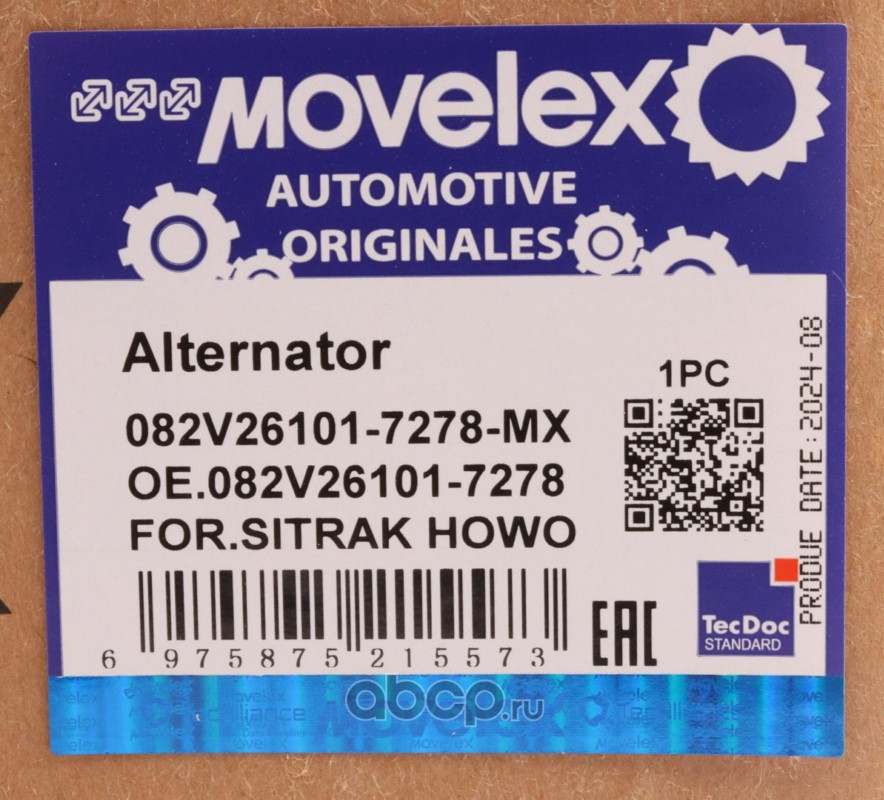 movelex
AUTOMOTIVE
ORIGINALES
Alternator
1PC
082V26101-7278-MX
OE.082V26101-7278
FOR.SITRAK HOWO
PRODUE DATE:2024-08
6 975875 215573
EAC
TecDoc
STANDARD
abcp.ru
movelex